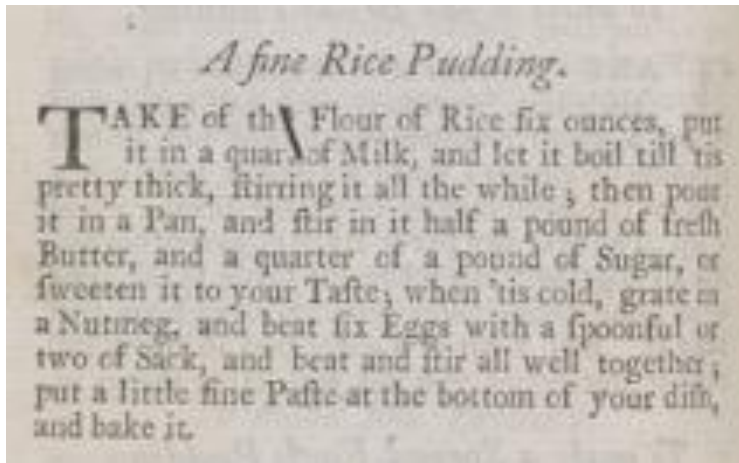 A fine Rice Pudding.
TAKE of th Flour of Rice ſix ounces, put
it in a quar of Milk, and let it boil till 'tis
pretty thick, ſtirring it all the while; then pour
it in a Pan, and ſtir in it half a pound of freſh
Butter, and a quarter of a pound of Sugar, or
ſweeten it to your Taſte; when 'tis cold, grate in
a Nutmeg, and beat ſix Eggs with a ſpoonful or
two of Sack, and beat and ſtir all well together;
put a little fine Paſte at the bottom of your diſh,
and bake it.